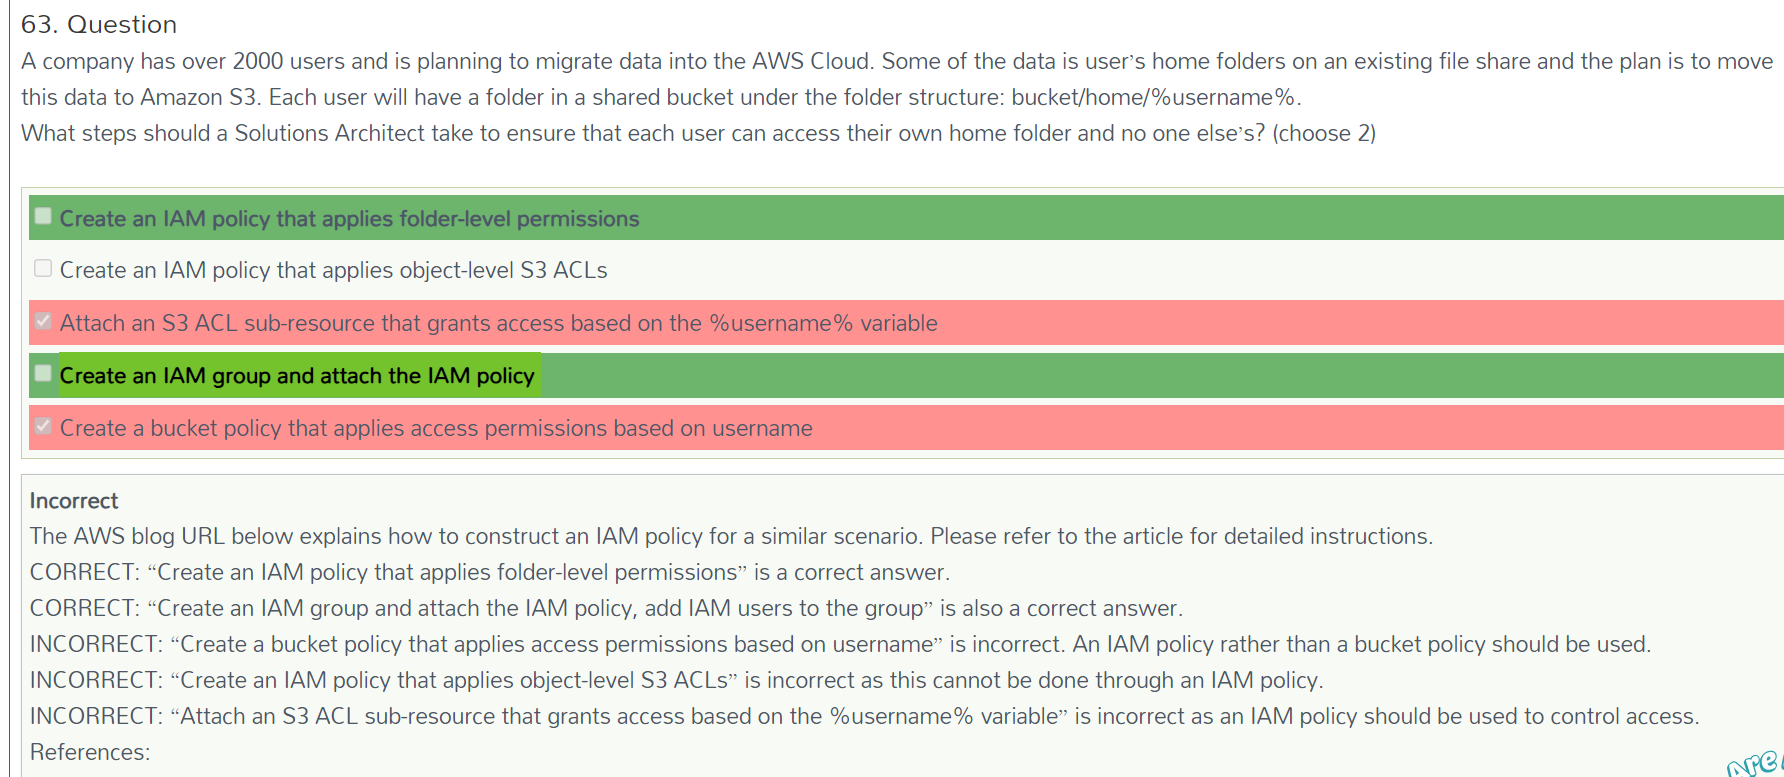 63. Question
A company has over 2000 users and is planning to migrate data into the AWS Cloud. Some of the data is user’s home folders on an existing file share and the plan is to move
this data to Amazon S3. Each user will have a folder in a shared bucket under the folder structure: bucket/home/%username%.
What steps should a Solutions Architect take to ensure that each user can access their own home folder and no one else’s? (choose 2)
Create an IAM policy that applies folder-level permissions
Create an IAM policy that applies object-level S3 ACLs
Attach an S3 ACL sub-resource that grants access based on the %username% variable
Create an IAM group and attach the IAM policy
Create a bucket policy that applies access permissions based on username
Incorrect
The AWS blog URL below explains how to construct an IAM policy for a similar scenario. Please refer to the article for detailed instructions.
CORRECT: “Create an IAM policy that applies folder-level permissions” is a correct answer.
CORRECT: “Create an IAM group and attach the IAM policy, add IAM users to the group” is also a correct answer.
INCORRECT: “Create a bucket policy that applies access permissions based on username” is incorrect. An IAM policy rather than a bucket policy should be used.
INCORRECT: “Create an IAM policy that applies object-level S3 ACLs” is incorrect as this cannot be done through an IAM policy.
INCORRECT: “Attach an S3 ACL sub-resource that grants access based on the %username% variable” is incorrect as an IAM policy should be used to control access.
References:
Are